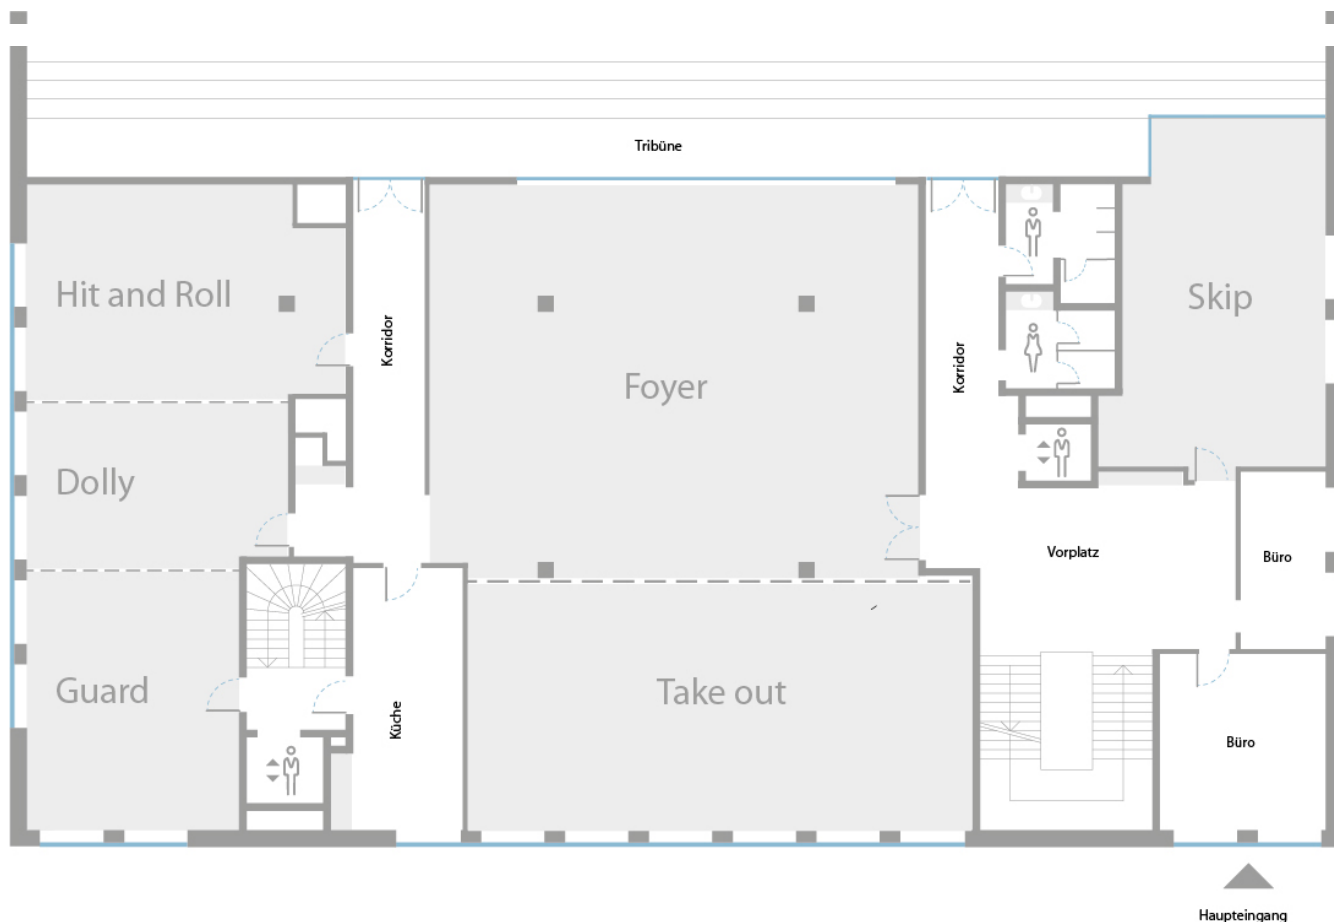 Tribüne
Hit and Roll
Korridor
Foyer
Korridor
Skip
Dolly
Vorplatz
Büro
Guard
Küche
Take out
Büro
Haupteingang